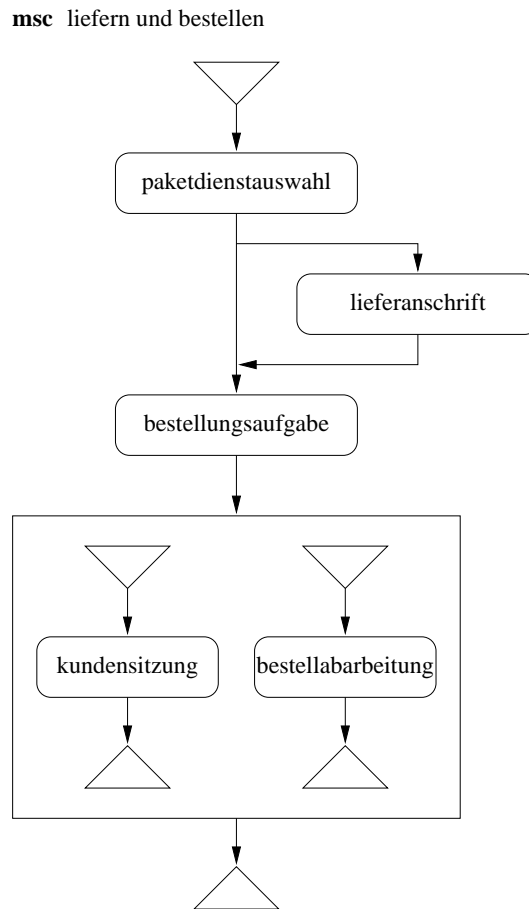 msc liefern und bestellen
paketdienstauswahl
lieferanschrift
bestellungsaufgabe
kundensitzung
bestellabarbeitung